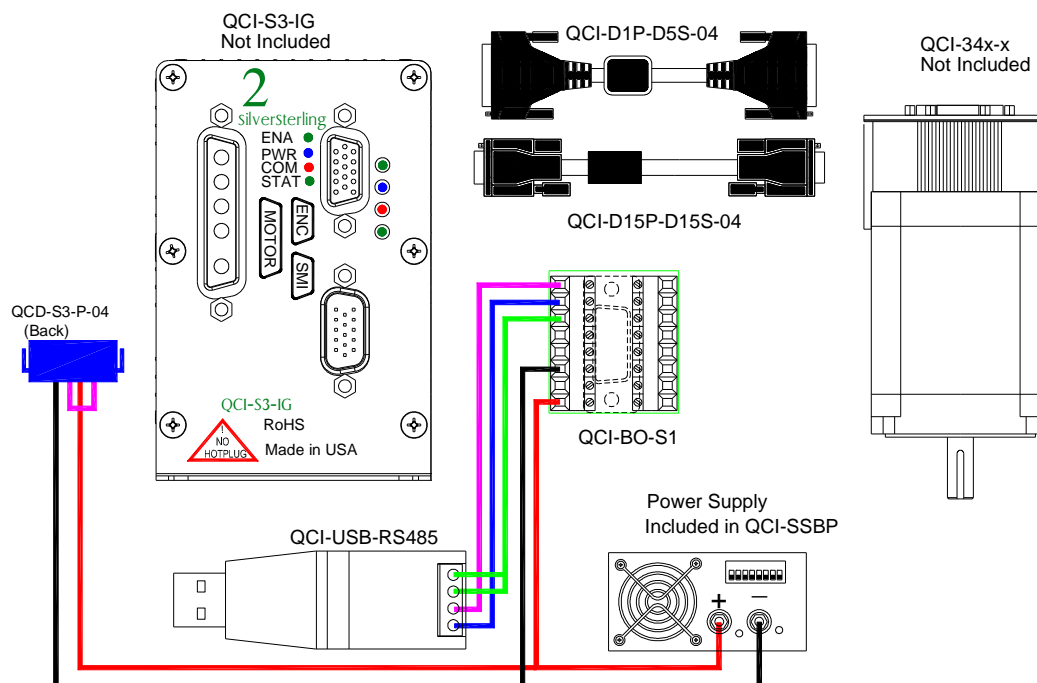 QCI-S3-IG
Not Included
QCI-D1P-D5S-04
QCI-34x-x
Not Included
2
silversterling
ENA
PWR
COM
STAT
MOTOR
ENC
SMI
QCI-D15P-D15S-04
QCD-S3-P-04
(Back)
QCI-S3-IG
RoHS
Made in USA
!
NO
HOTPLUG
QCI-BO-S1
Power Supply
Included in QCI-SSBP
QCI-USB-RS485
+
−